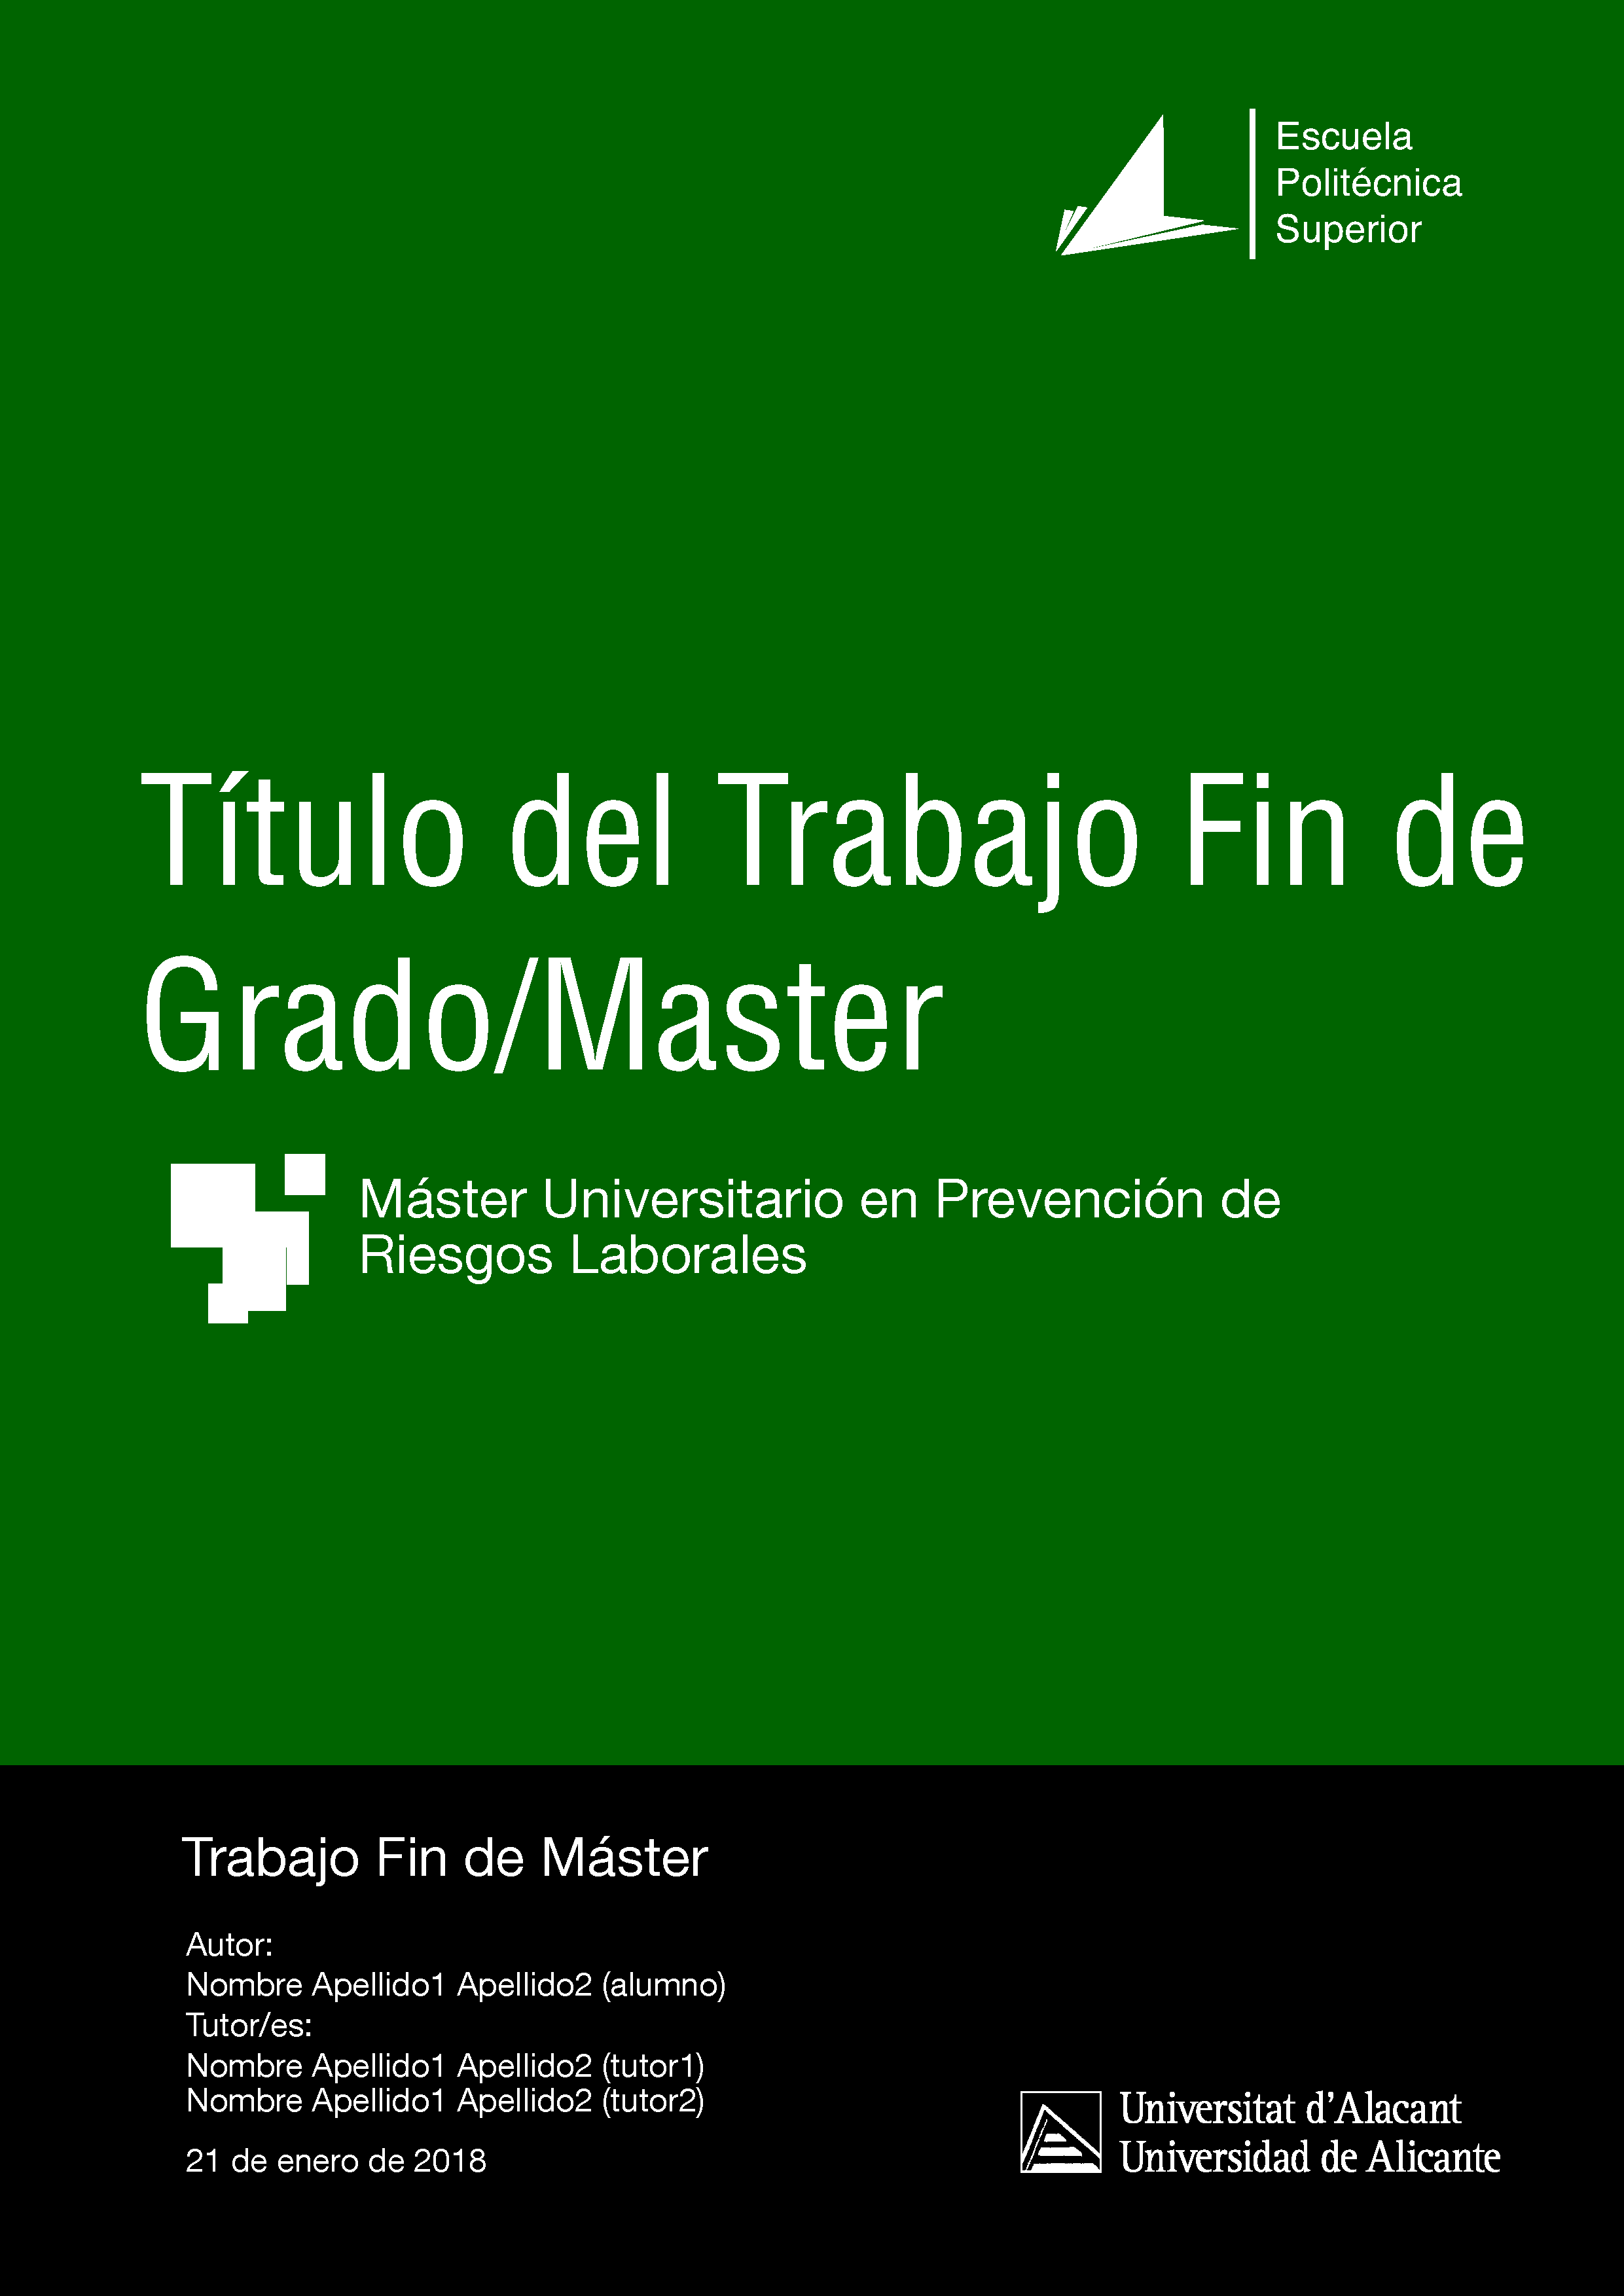 Escuela
Politécnica
Superior
Título del Trabajo Fin de
Grado/Master
Máster Universitario en Prevención de
Riesgos Laborales
Trabajo Fin de Máster
Autor:
Nombre Apellido1 Apellido2 (alumno)
Tutor/es:
Nombre Apellido1 Apellido2 (tutor1)
Nombre Apellido1 Apellido2 (tutor2)
21 de enero de 2018
Universitat d’Alacant
Universidad de Alicante